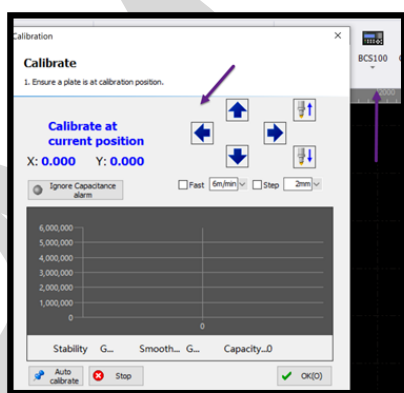 Calibration
BCS100
Calibrate
1. Ensure a plate is at calibration position.
Calibrate at
current position
X: 0.000 Y: 0.000
Ignore Capacitance
alarm
Fast 6m/min Step 2mm
6,000,000
5,000,000
4,000,000
3,000,000
2,000,000
1,000,000
0
0
Stability G... Smooth... G... Capacity...0
Auto
calibrate
Stop
OK(O)